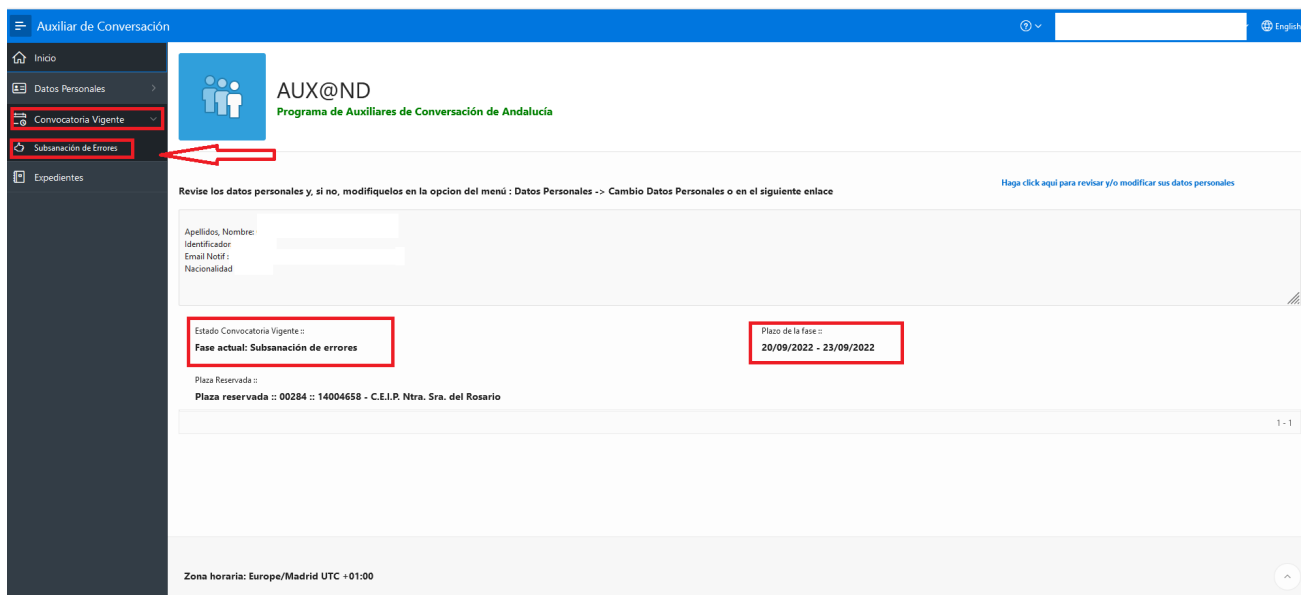 Auxiliar de Conversación
English
Inicio
Datos Personales
Convocatoria Vigente
Subsanación de Errores
Expedientes
AUX@ND
Programa de Auxiliares de Conversación de Andalucía
Revise los datos personales y, si no, modifiquelos en la opcion del menú : Datos Personales -> Cambio Datos Personales o en el siguiente enlace
Haga click aqui para revisar y/o modificar sus datos personales
Apellidos, Nombre:
Identificador
Email Notif :
Nacionalidad
Estado Convocatoria Vigente ::
Fase actual: Subsanación de errores
Plazo de la fase ::
20/09/2022 - 23/09/2022
Plaza Reservada ::
Plaza reservada :: 00284 :: 14004658 - C.E.I.P. Ntra. Sra. del Rosario
1 - 1
Zona horaria: Europe/Madrid UTC +01:00